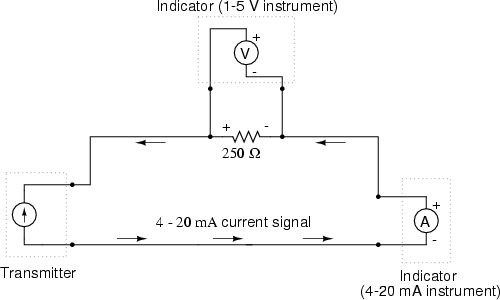 Indicator (1-5 V instrument)
+
V
-
+ -
250 Ω
4 - 20 mA current signal
+
A
-
Transmitter
Indicator
(4-20 mA instrument)